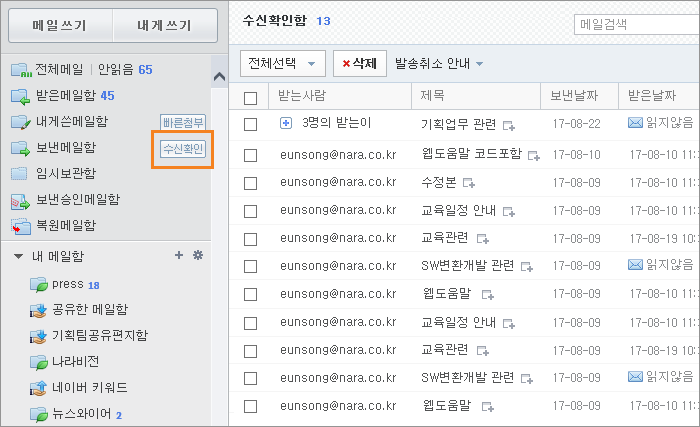 메일쓰기 내게쓰기
전체메일 | 안읽음 65
받은메일함 45
내게쓴메일함 빠른첨부
보낸메일함 수신확인
임시보관함
보낸승인메일함
복원메일함
내 메일함
press 18
공유한 메일함
기획팀공유편지함
나라비전
네이버 키워드
뉴스와이어 2
수신확인함 13
메일검색
전체선택 삭제 발송취소 안내
받는사람 제목 보낸날짜 받은날짜
3명의 받는이 기획업무 관련 17-08-22 읽지않음
eunsong@nara.co.kr 웹도움말 코드포함 17-08-10 17-08-10 11:
eunsong@nara.co.kr 수정본 17-08-09 17-08-10 11:
eunsong@nara.co.kr 교육일정 안내 17-08-09 17-08-10 11:
eunsong@nara.co.kr 교육관련 17-08-09 17-08-19 10:
eunsong@nara.co.kr SW변환개발 관련 17-08-09 읽지않음
eunsong@nara.co.kr 웹도움말 17-08-09 17-08-10 11:
eunsong@nara.co.kr 교육일정 안내 17-08-09 17-08-10 11:
eunsong@nara.co.kr 교육관련 17-08-09 17-08-19 10:
eunsong@nara.co.kr SW변환개발 관련 17-08-09 읽지않음
eunsong@nara.co.kr 웹도움말 17-08-09 17-08-10 11: